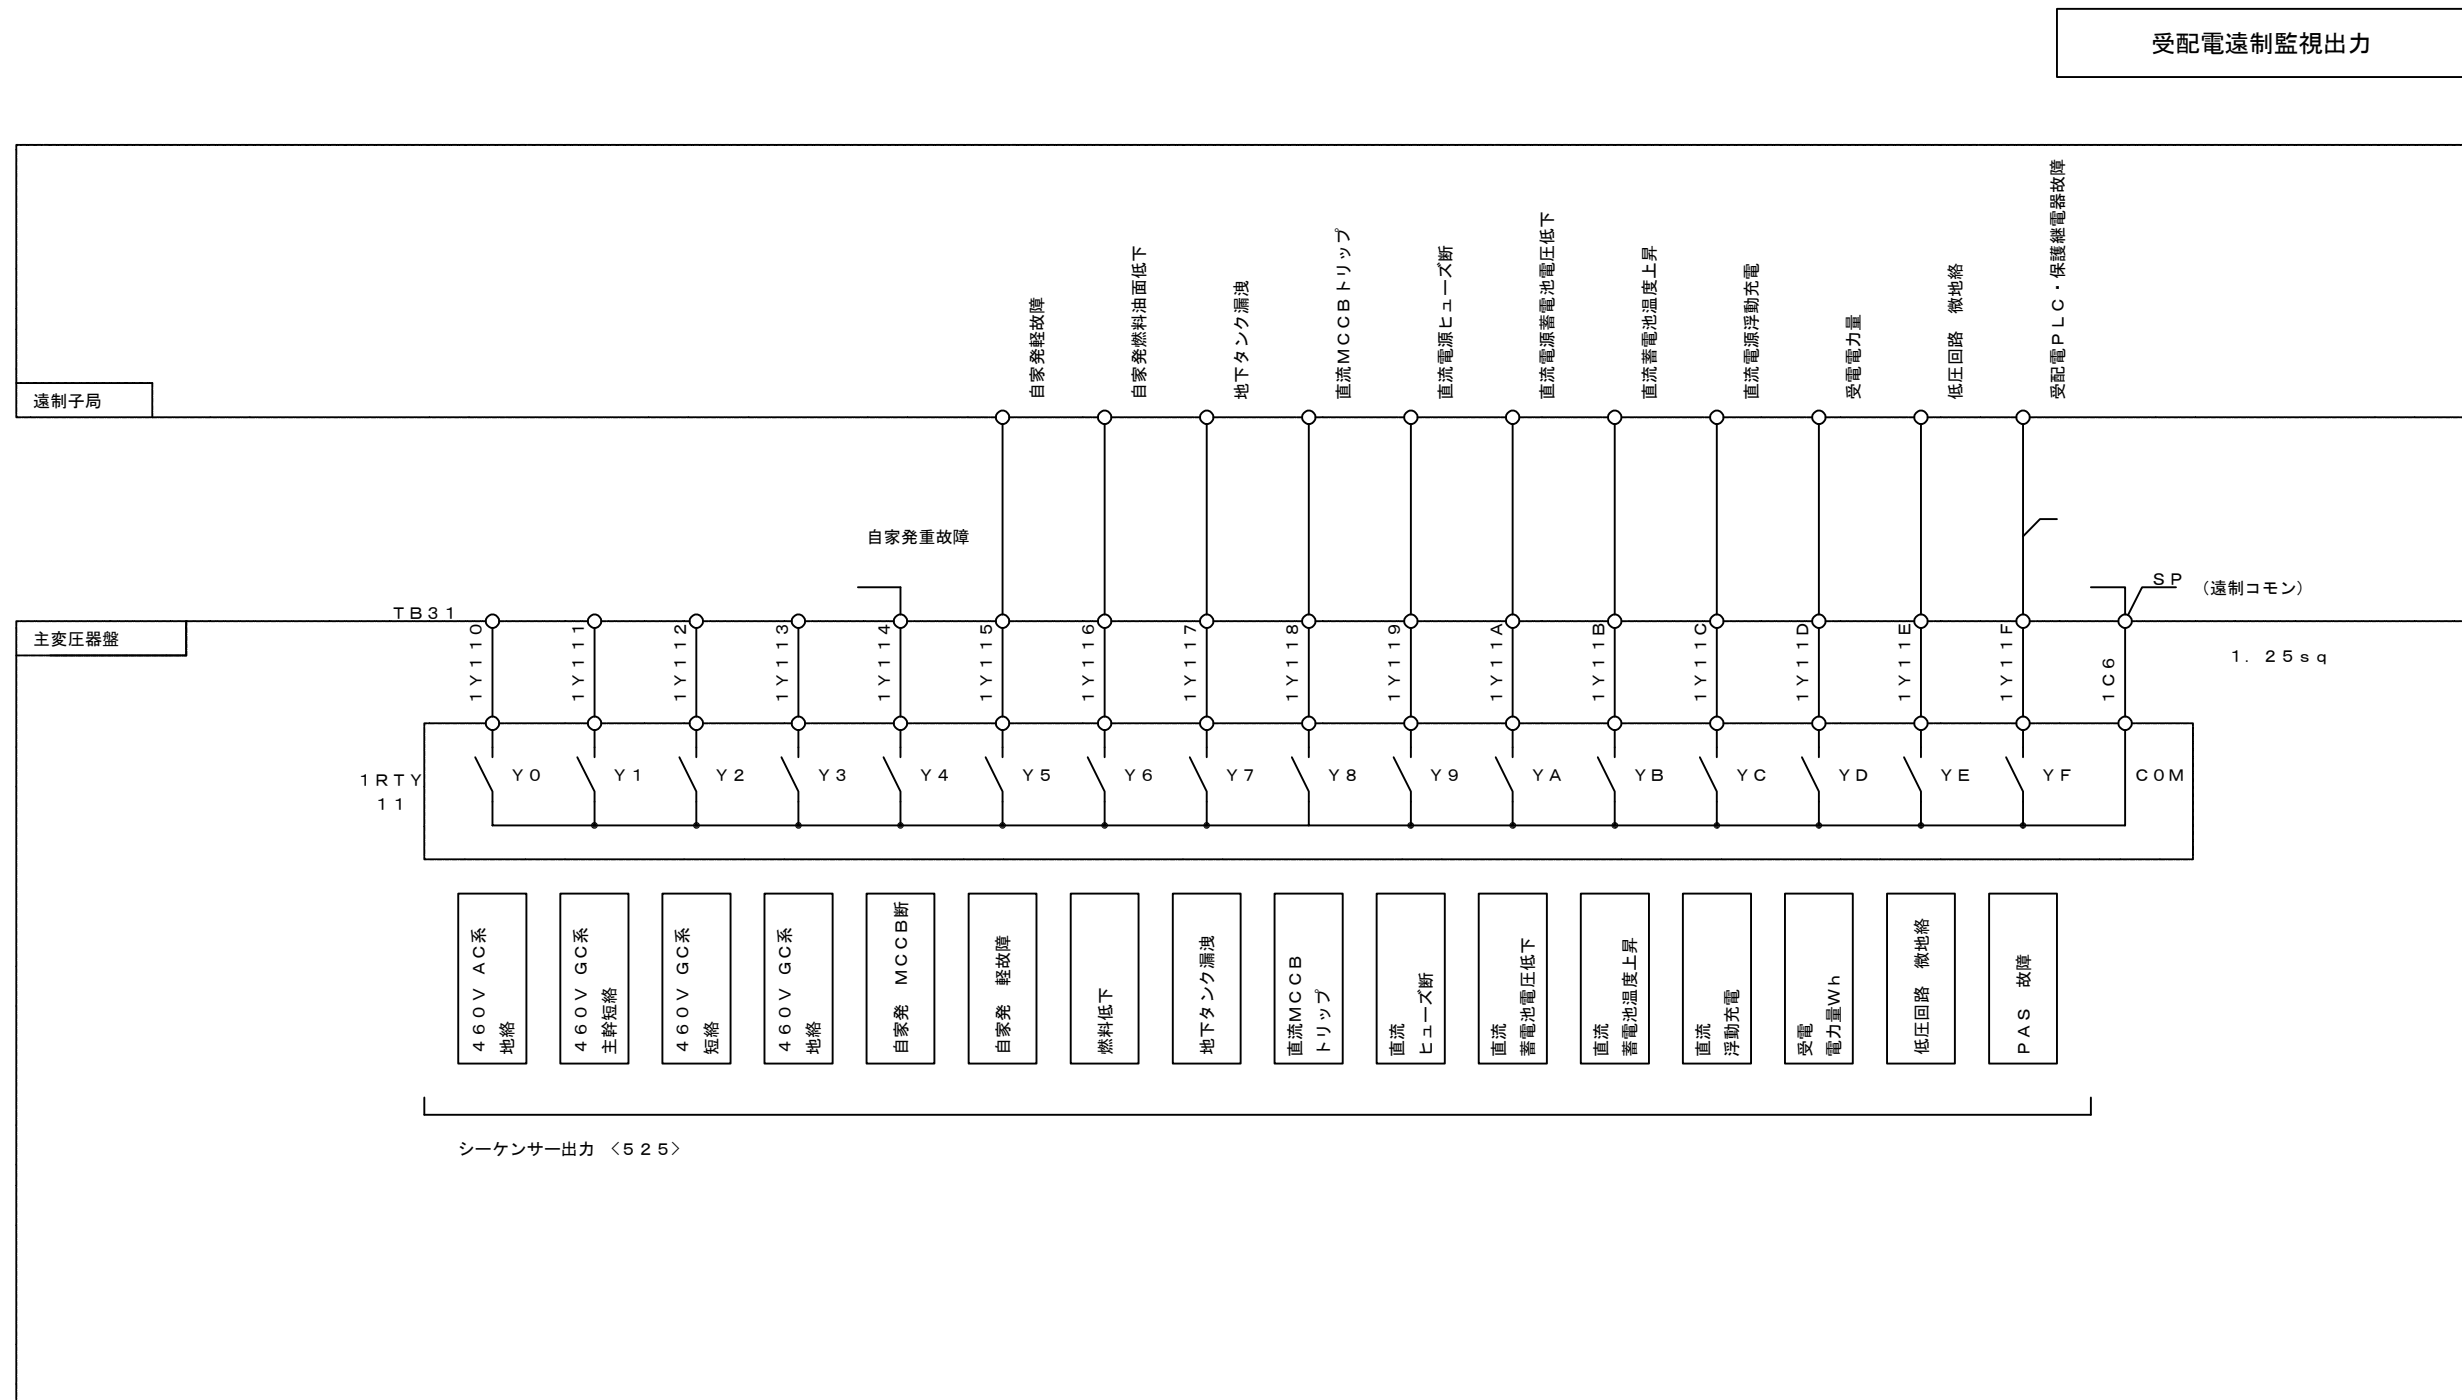 受配電遠制監視出力
自家発軽故障
自家発燃料油面低下
地下タンク漏洩
直流MCCBトリップ
直流電源ヒューズ断
直流電源蓄電池電圧低下
直流蓄電池温度上昇
直流電源浮動充電
受電電力量
低圧回路　微地絡
受配電PLC・保護継電器故障
遠制子局
自家発重故障
SP
（遠制コモン）
TB31
主変圧器盤
1Y110
1Y111
1Y112
1Y113
1Y114
1Y115
1Y116
1Y117
1Y118
1Y119
1Y11A
1Y11B
1Y11C
1Y11D
1Y11E
1Y11F
1C6
1.25sq
1RTY
11
Y0
Y1
Y2
Y3
Y4
Y5
Y6
Y7
Y8
Y9
YA
YB
YC
YD
YE
YF
COM
460V AC系
地絡
460V GC系
主幹短絡
460V GC系
短絡
460V GC系
地絡
自家発　MCCB断
自家発　軽故障
燃料低下
地下タンク漏洩
直流MCCB
トリップ
直流
ヒューズ断
直流
蓄電池電圧低下
直流
蓄電池温度上昇
直流
浮動充電
受電
電力量Wh
低圧回路　微地絡
PAS　故障
シーケンサー出力　＜525＞